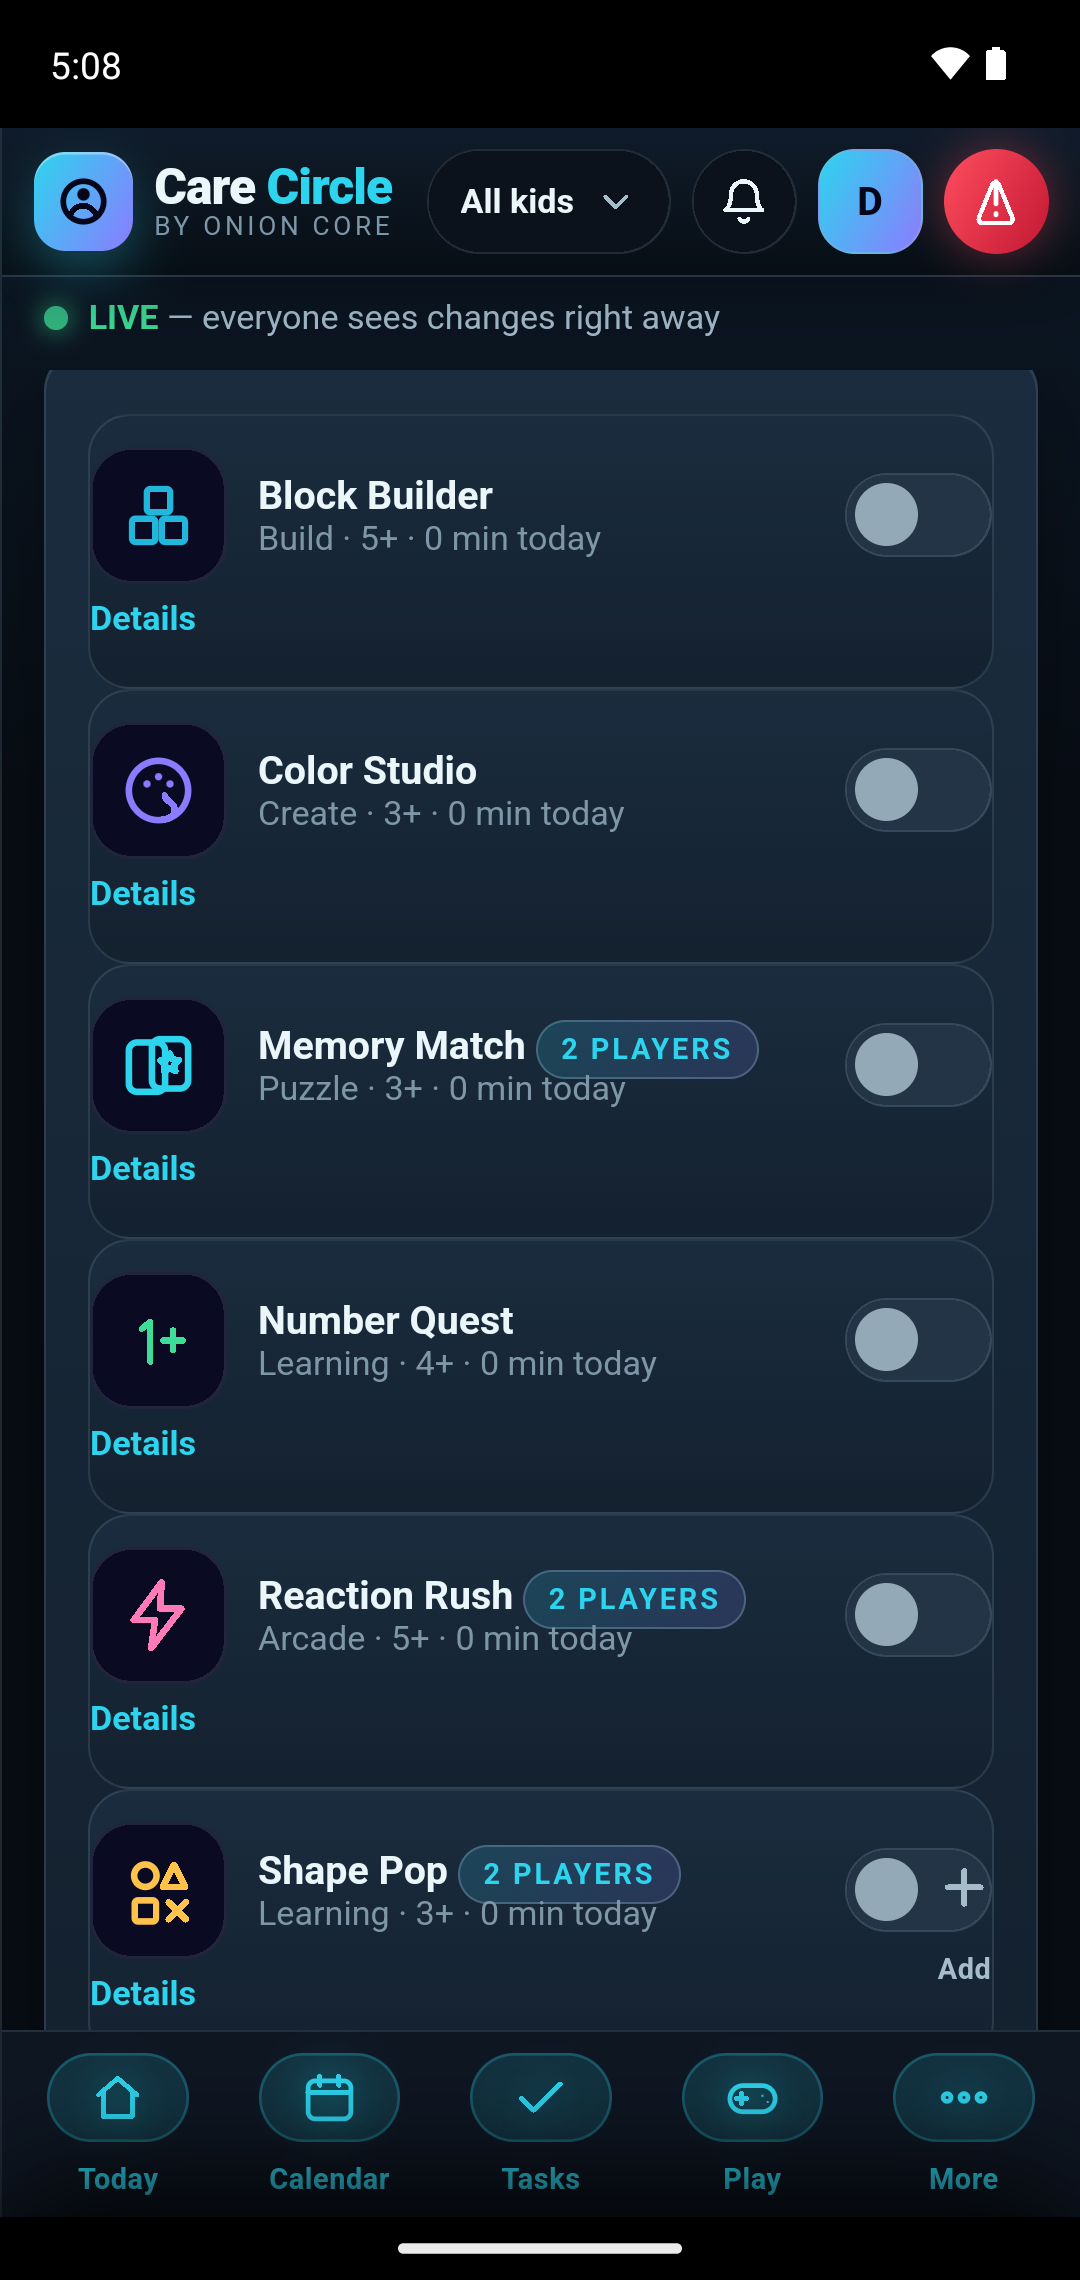 5:08
Care Circle
BY ONION CORE
All kids
D
LIVE — everyone sees changes right away
Block Builder
Build · 5+ · 0 min today
Details
Color Studio
Create · 3+ · 0 min today
Details
Memory Match 2 PLAYERS
Puzzle · 3+ · 0 min today
Details
1+
Number Quest
Learning · 4+ · 0 min today
Details
Reaction Rush 2 PLAYERS
Arcade · 5+ · 0 min today
Details
Shape Pop 2 PLAYERS
Learning · 3+ · 0 min today
Add
Details
Today
Calendar
Tasks
Play
More